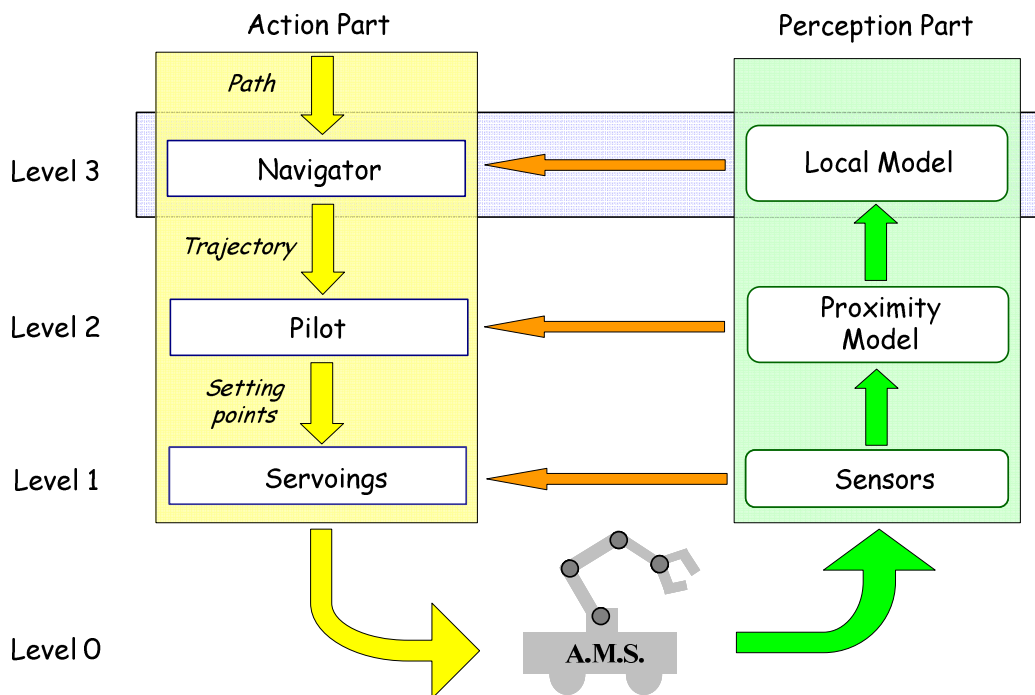 Action Part
Perception Part
Path
Level 3
Navigator
Local Model
Trajectory
Level 2
Pilot
Proximity
Model
Setting
points
Level 1
Servoings
Sensors
Level 0
A.M.S.